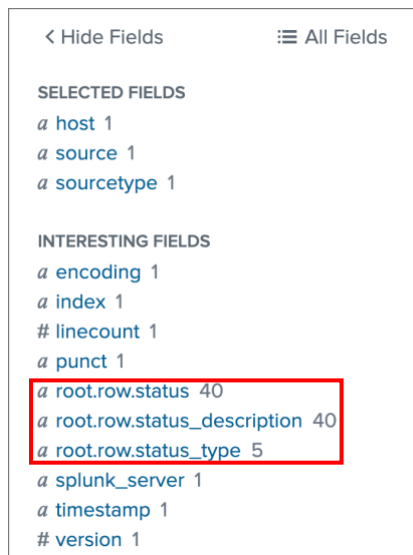 < Hide Fields
All Fields
SELECTED FIELDS
a host 1
a source 1
a sourcetype 1
INTERESTING FIELDS
a encoding 1
a index 1
# linecount 1
a punct 1
a root.row.status 40
a root.row.status_description 40
a root.row.status_type 5
a splunk_server 1
a timestamp 1
# version 1